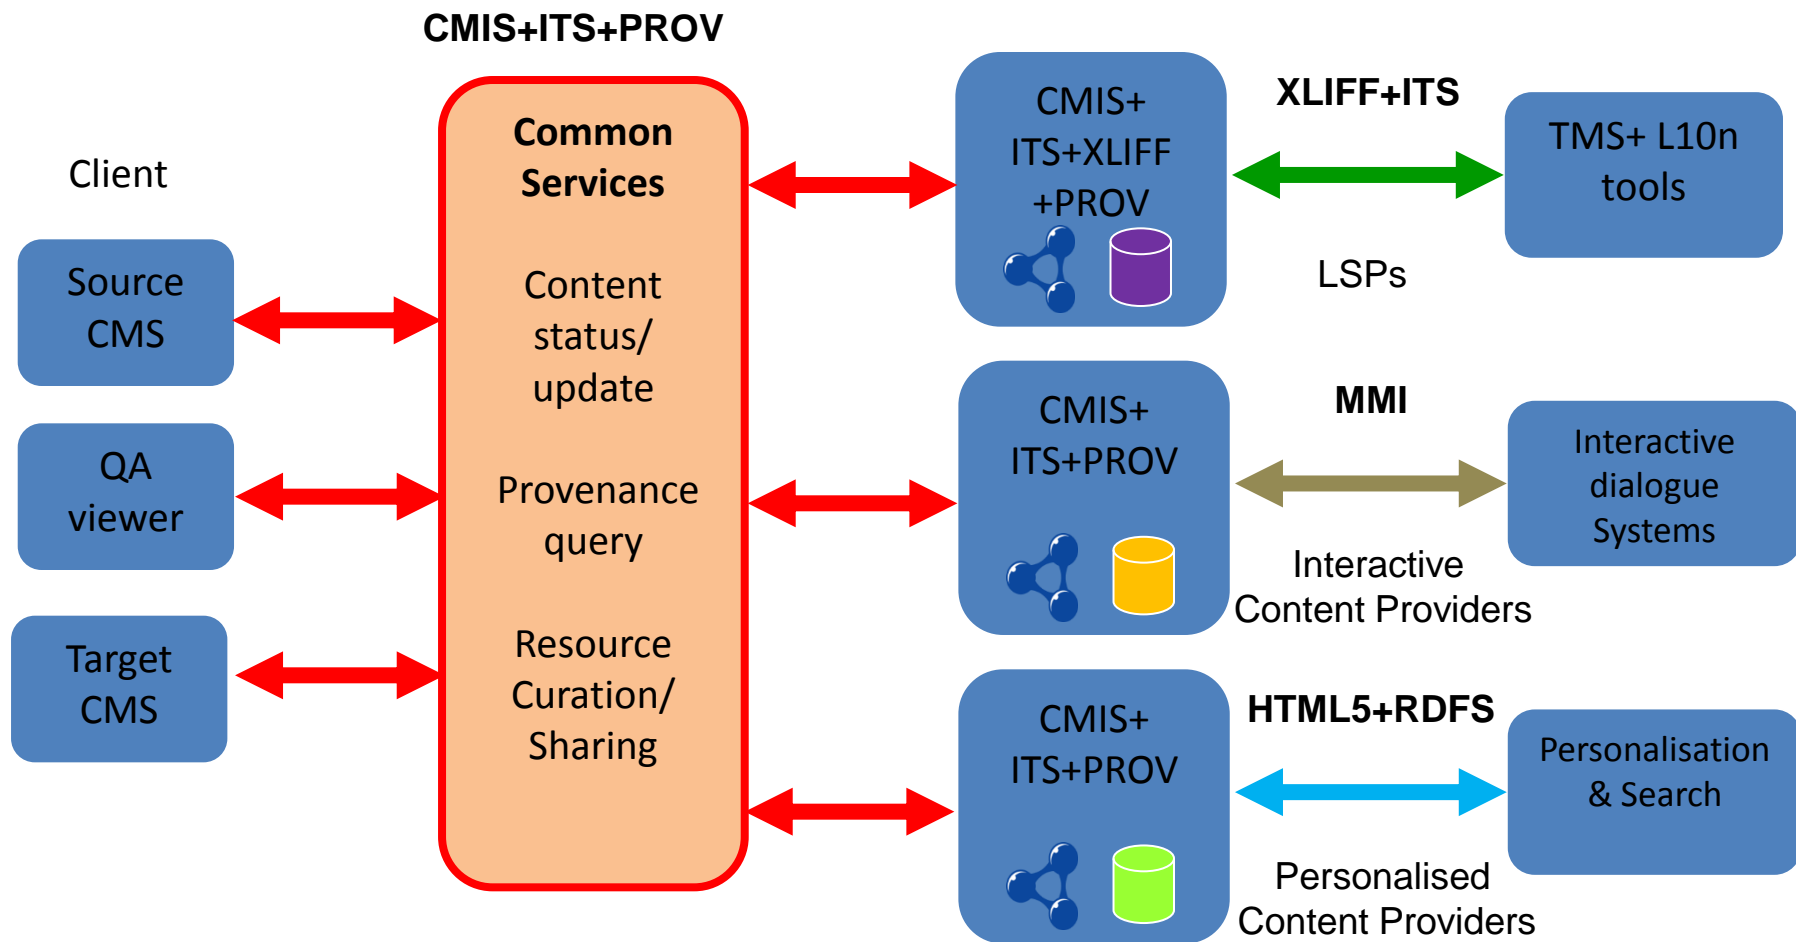 CMIS+ITS+PROV
Client
Source
CMS
QA
viewer
Target
CMS
Common
Services
Content
status/
update
Provenance
query
Resource
Curation/
Sharing
CMIS+
ITS+XLIFF
+PROV
XLIFF+ITS
LSPs
TMS+ L10n
tools
CMIS+
ITS+PROV
MMI
Interactive
Content Providers
Interactive
dialogue
Systems
CMIS+
ITS+PROV
HTML5+RDFS
Personalised
Content Providers
Personalisation
& Search